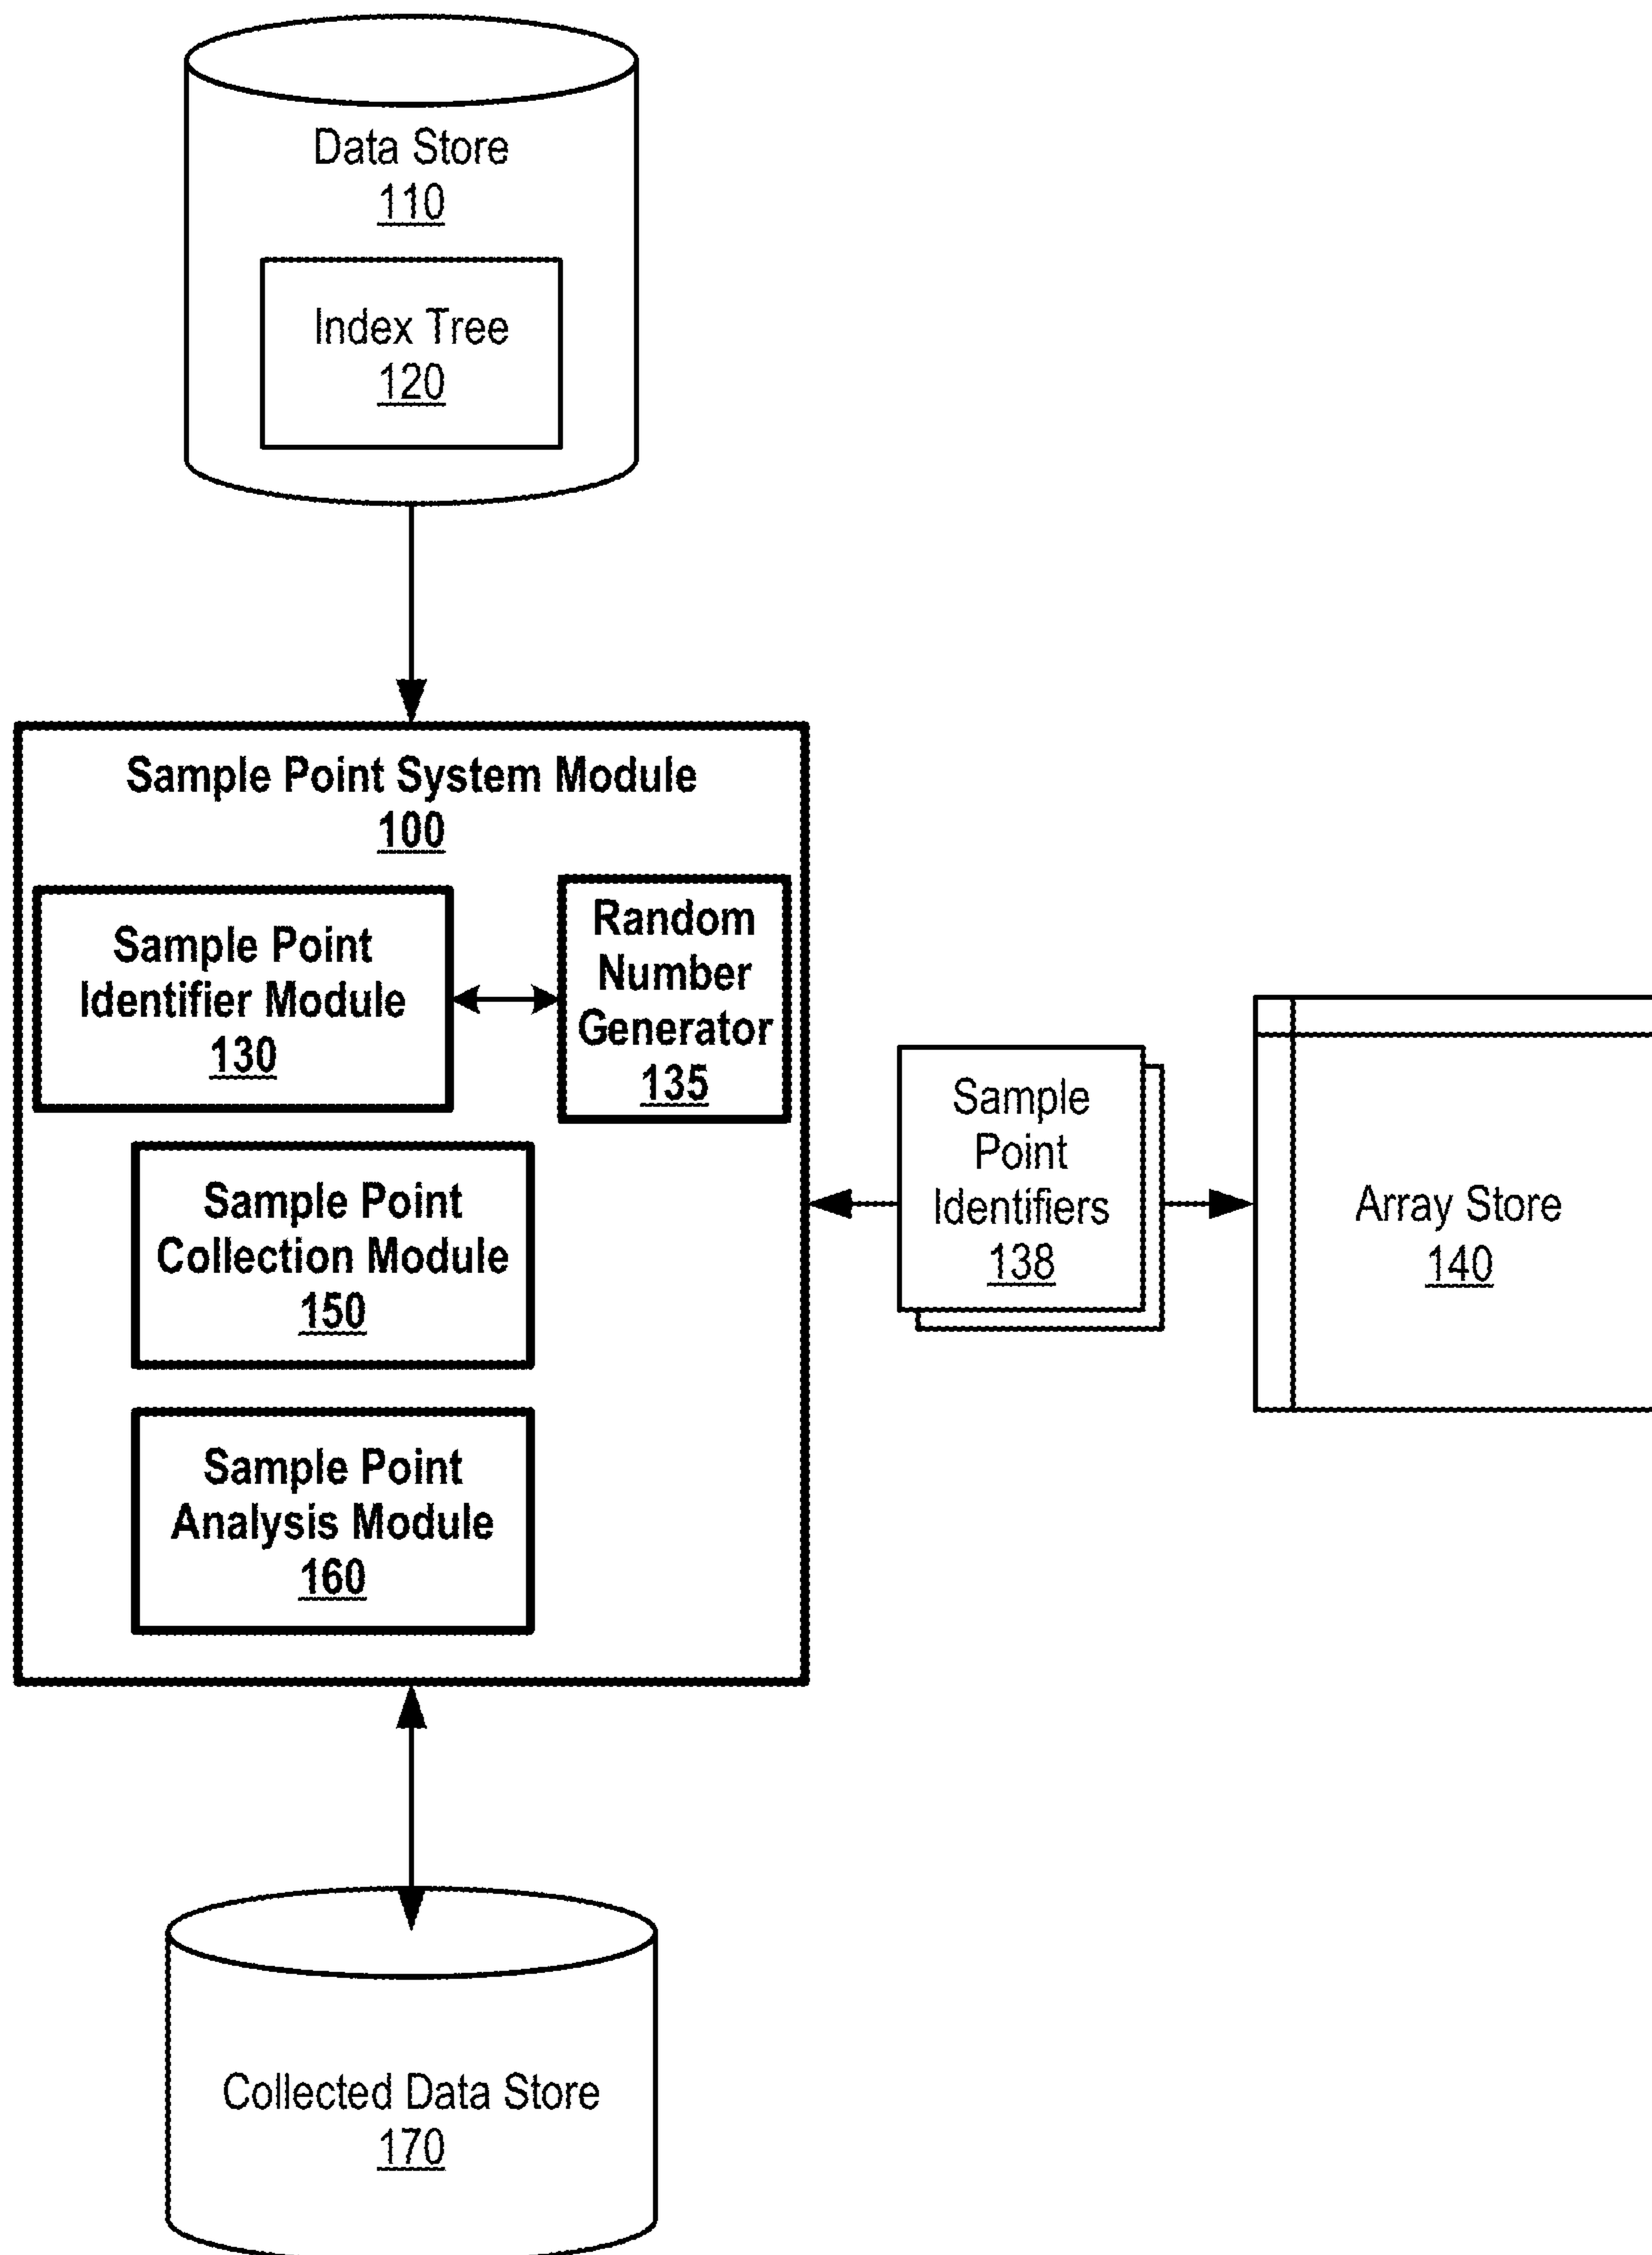 Data Store
110
Index Tree
120
Sample Point System Module
100
Sample Point
Identifier Module
130
Random
Number
Generator
135
Sample Point
Collection Module
150
Sample Point
Analysis Module
160
Sample
Point
Identifiers
138
Array Store
140
Collected Data Store
170